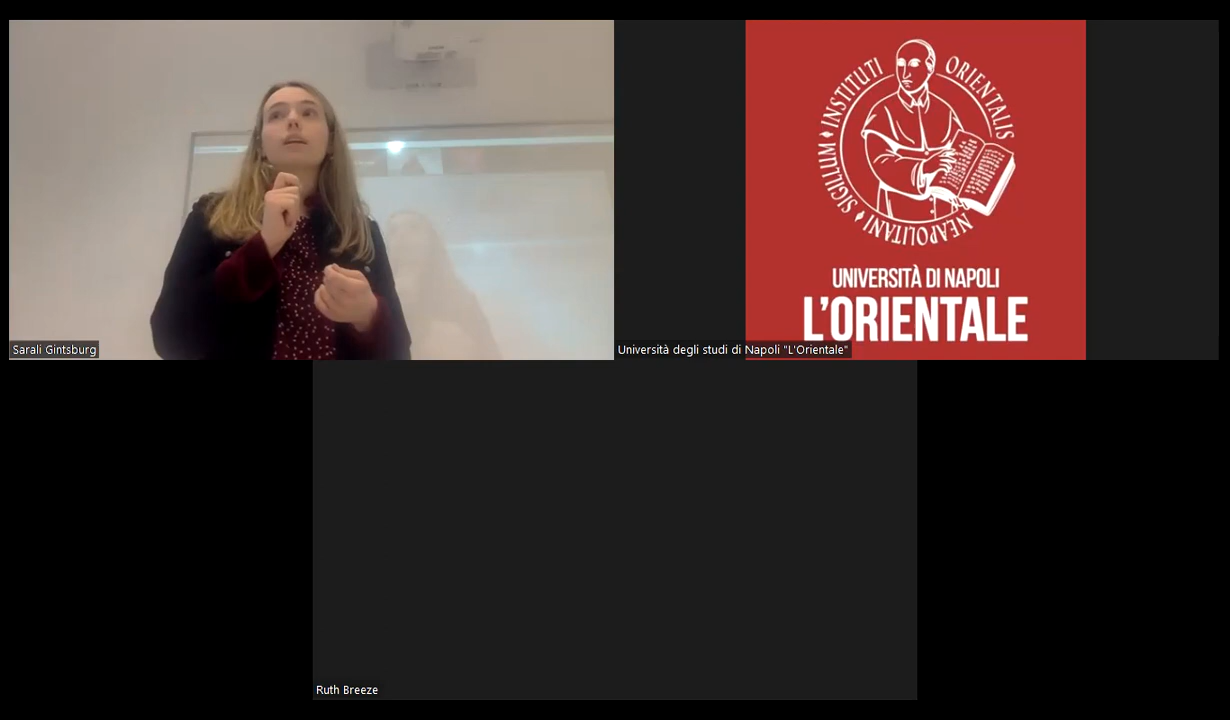 SIGILLUM INSTITUTI ORIENTALIS NEAPOLITANI
UNIVERSITÀ DI NAPOLI
L'ORIENTALE
Sarali Gintsburg
Università degli studi di Napoli "L'Orientale"
Ruth Breeze